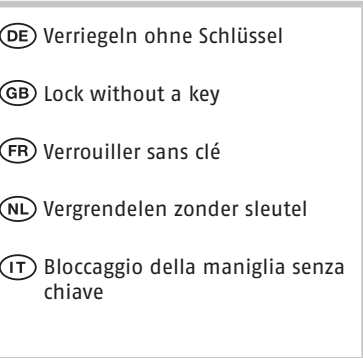 DE Verriegeln ohne Schlüssel
GB Lock without a key
FR Verrouiller sans clé
NL Vergrendelen zonder sleutel
IT Bloccaggio della maniglia senza
chiave